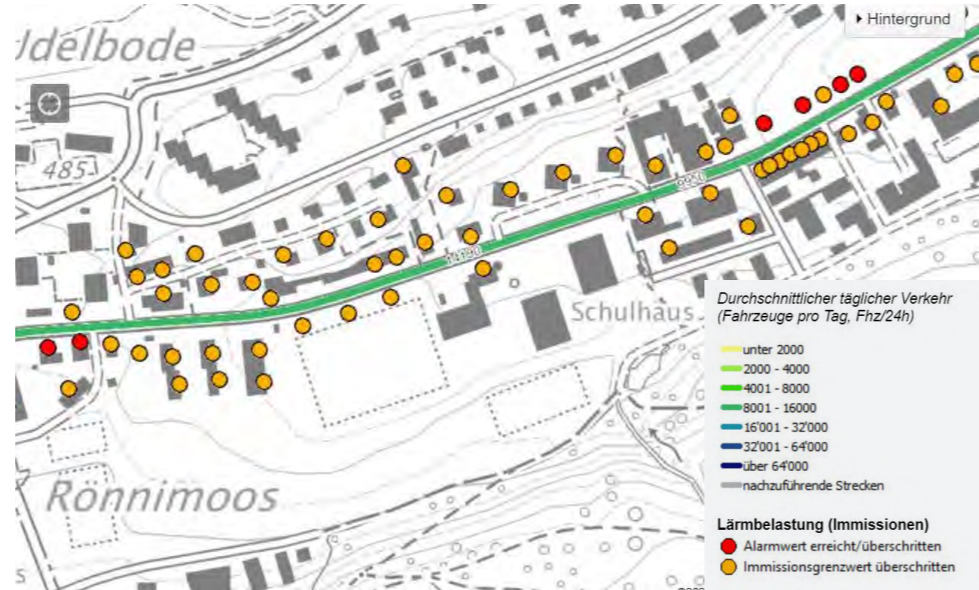 Udelbode
Hintergrund
485
Schulhaus
Rönnimoos
Durchschnittlicher täglicher Verkehr
(Fahrzeuge pro Tag, Fhz/24h)
unter 2000
2000 - 4000
4001 - 8000
8001 - 16000
16'001 - 32'000
32'001 - 64'000
über 64'000
nachzuführende Strecken
Lärmbelastung (Immissionen)
Alarmwert erreicht/überschritten
Immissionsgrenzwert überschritten